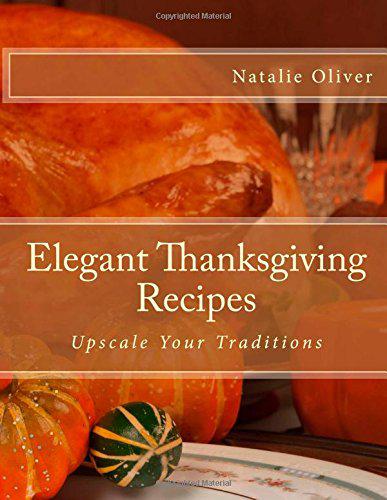 Copyrighted Material
Natalie Oliver
Elegant Thanksgiving
Recipes
Upscale Your Traditions
Copyrighted Material